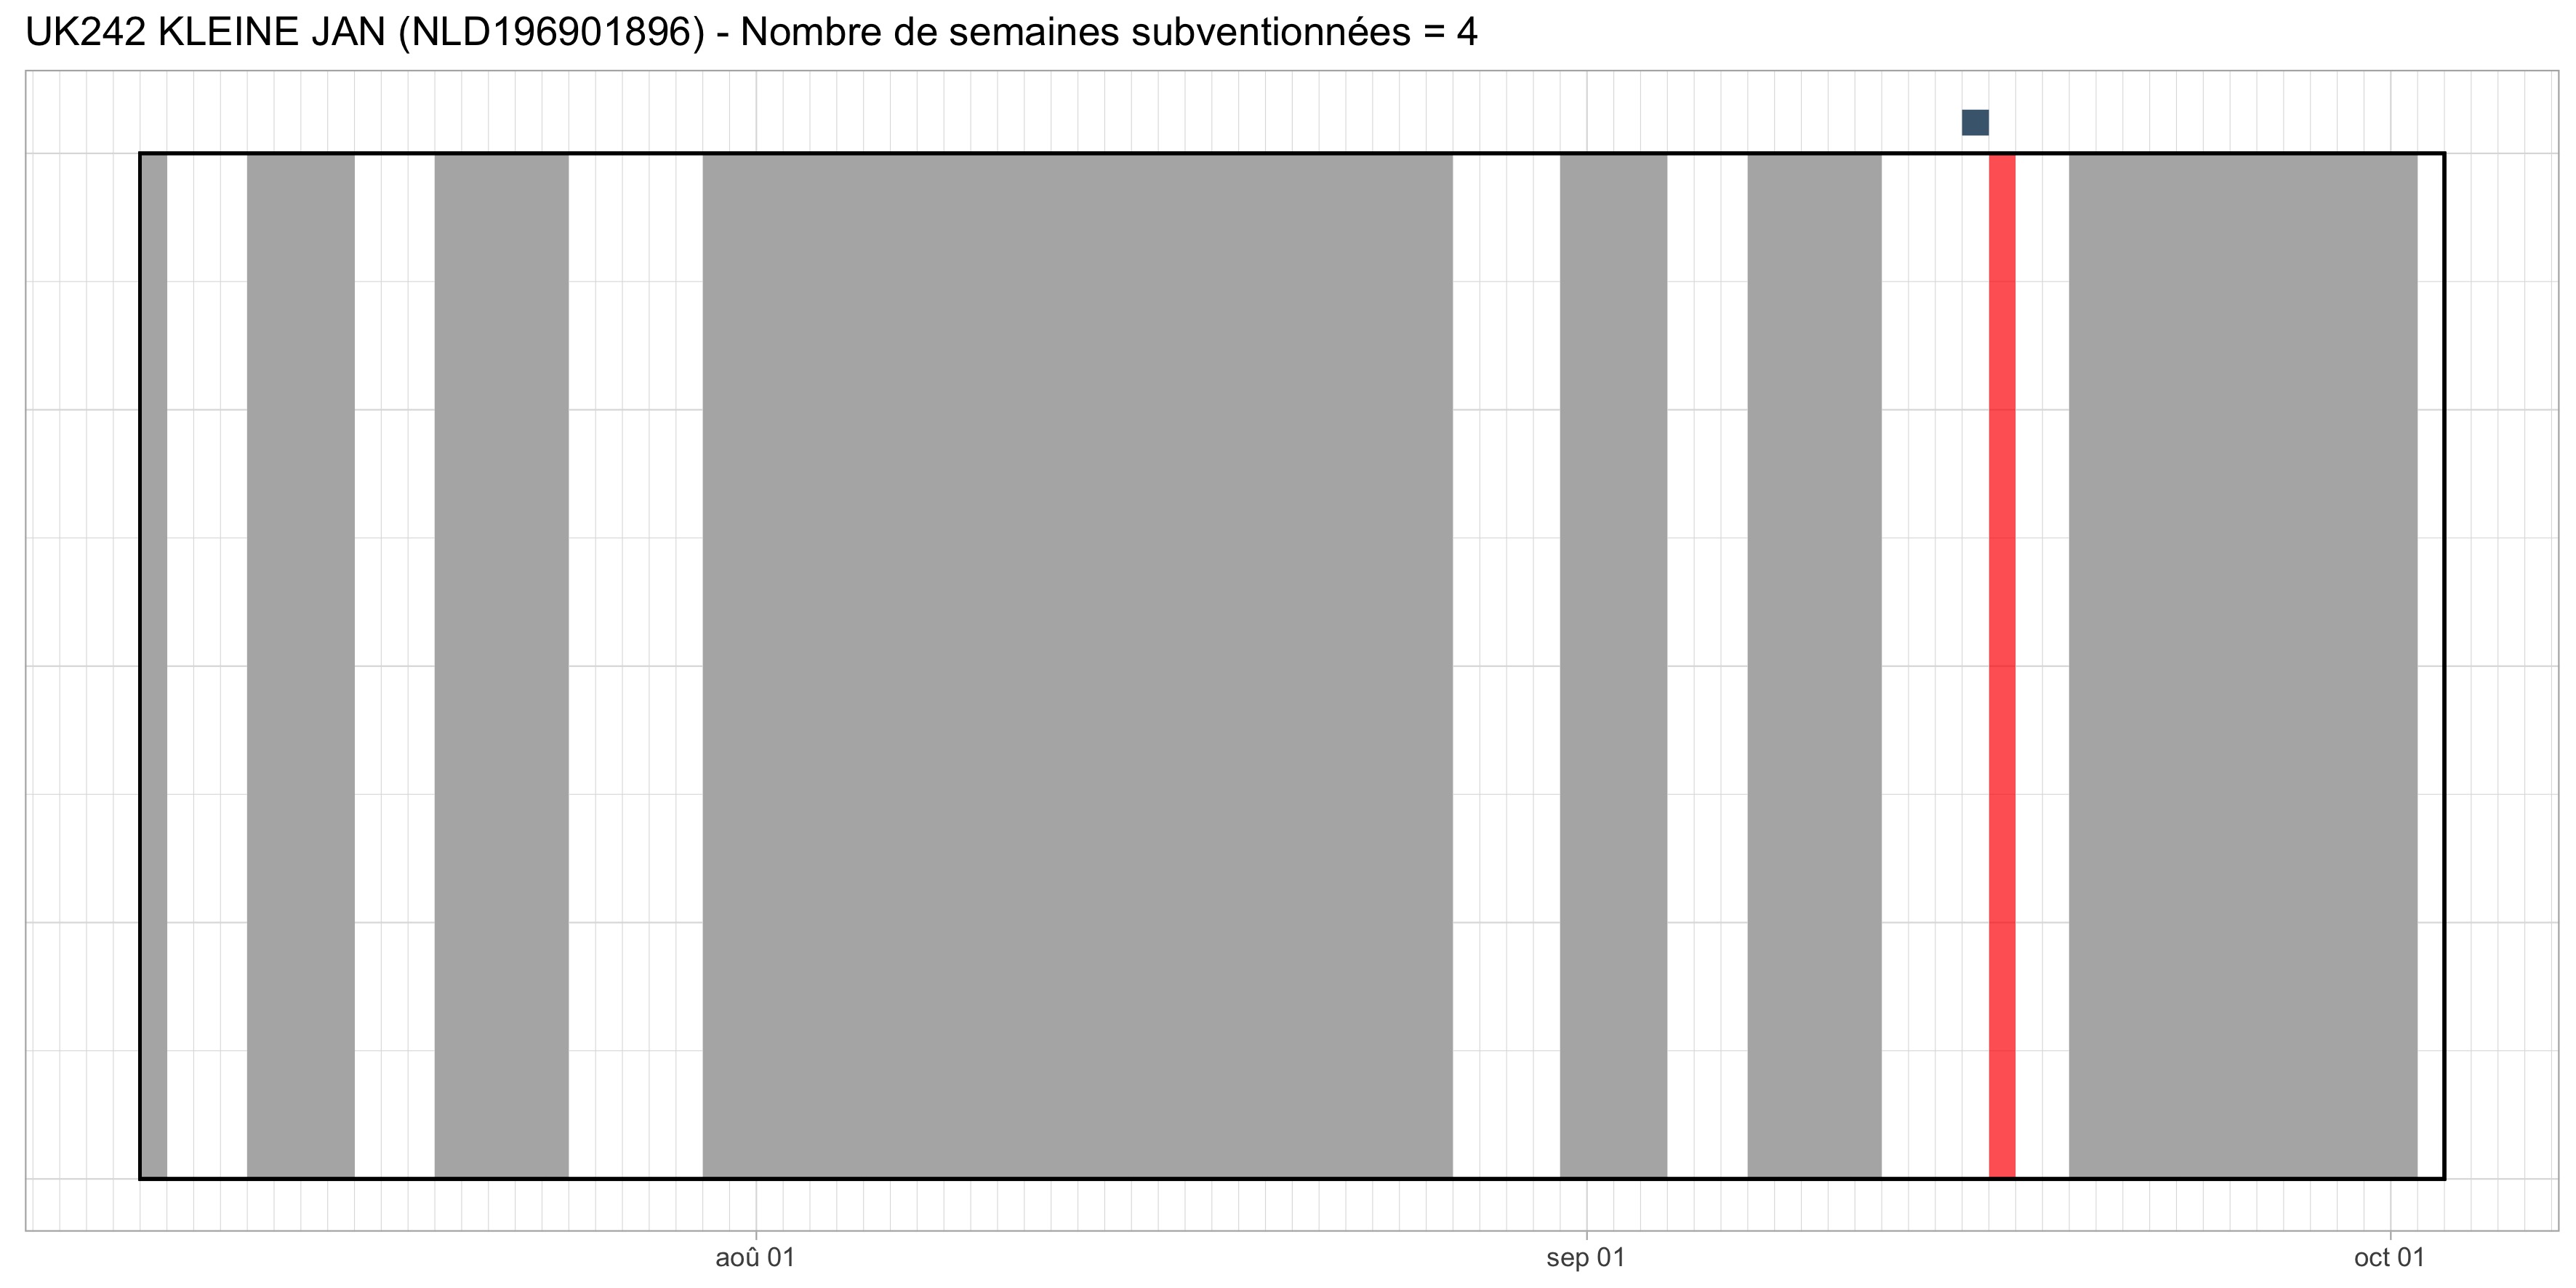 UK242 KLEINE JAN (NLD196901896) - Nombre de semaines subventionnées = 4
aoû 01 sep 01 oct 01